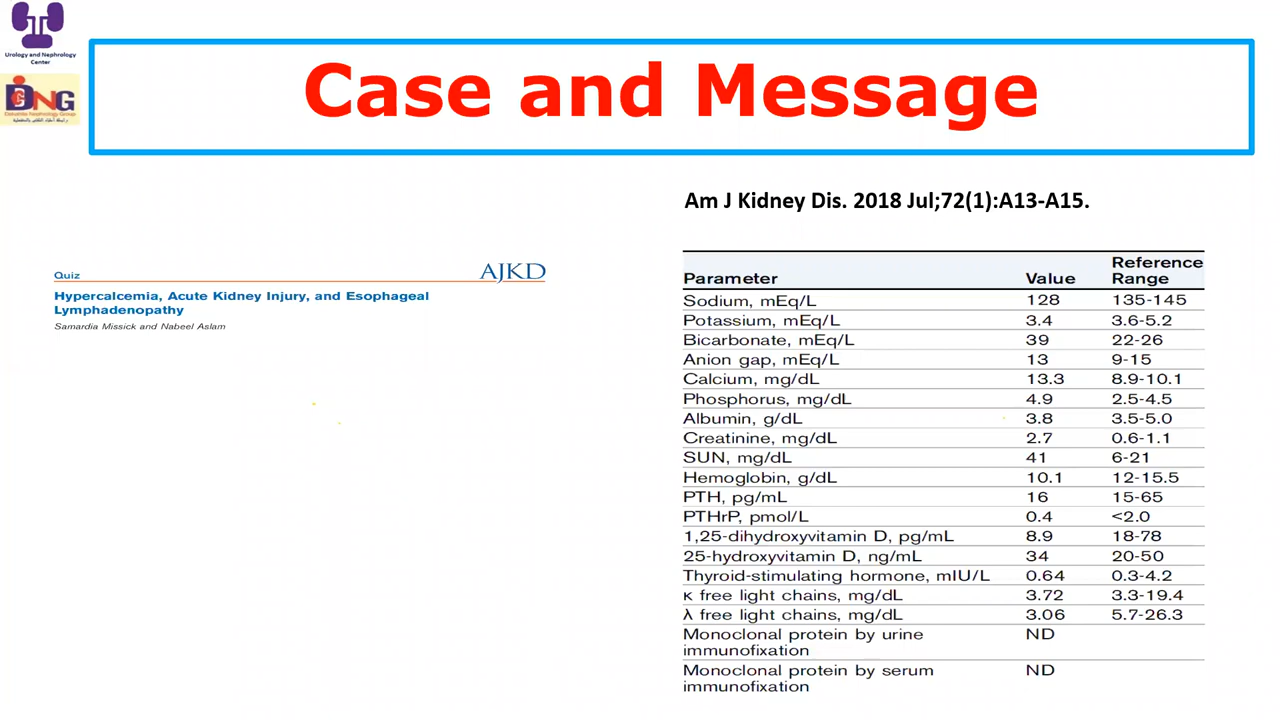 Urology and Nephrology
Center
DNG
Dakahlia Nephrology Group
Case and Message
Am J Kidney Dis. 2018 Jul;72(1):A13-A15.
Quiz
AJKD
Hypercalcemia, Acute Kidney Injury, and Esophageal
Lymphadenopathy
Samardia Missick and Nabeel Aslam
Parameter Value Reference Range
Sodium, mEq/L 128 135-145
Potassium, mEq/L 3.4 3.6-5.2
Bicarbonate, mEq/L 39 22-26
Anion gap, mEq/L 13 9-15
Calcium, mg/dL 13.3 8.9-10.1
Phosphorus, mg/dL 4.9 2.5-4.5
Albumin, g/dL 3.8 3.5-5.0
Creatinine, mg/dL 2.7 0.6-1.1
SUN, mg/dL 41 6-21
Hemoglobin, g/dL 10.1 12-15.5
PTH, pg/mL 16 15-65
PTHrP, pmol/L 0.4 <2.0
1,25-dihydroxyvitamin D, pg/mL 8.9 18-78
25-hydroxyvitamin D, ng/mL 34 20-50
Thyroid-stimulating hormone, mIU/L 0.64 0.3-4.2
κ free light chains, mg/dL 3.72 3.3-19.4
λ free light chains, mg/dL 3.06 5.7-26.3
Monoclonal protein by urine ND
immunofixation
Monoclonal protein by serum ND
immunofixation